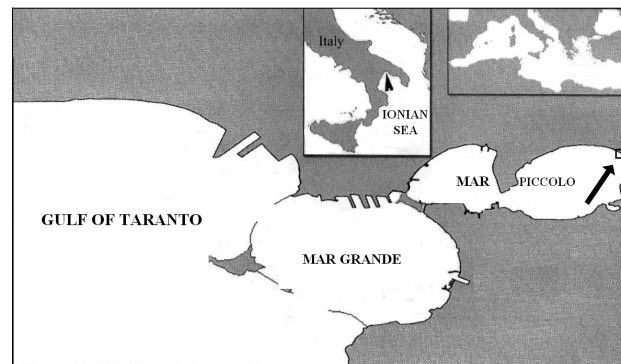 Italy
IONIAN
SEA
MAR
PICCOLO
GULF OF TARANTO
MAR GRANDE